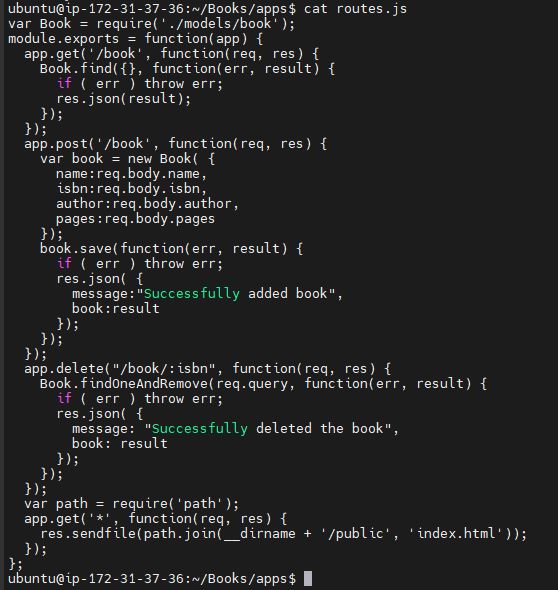 ubuntu@ip-172-31-37-36:~/Books/apps$ cat routes.js
var Book = require('./models/book');
module.exports = function(app) {
  app.get('/book', function(req, res) {
    Book.find({}, function(err, result) {
      if ( err ) throw err;
      res.json(result);
    });
  });
  app.post('/book', function(req, res) {
    var book = new Book( {
      name:req.body.name,
      isbn:req.body.isbn,
      author:req.body.author,
      pages:req.body.pages
    });
    book.save(function(err, result) {
      if ( err ) throw err;
      res.json( {
        message:"Successfully added book",
        book:result
      });
    });
  });
  app.delete("/book/:isbn", function(req, res) {
    Book.findOneAndRemove(req.query, function(err, result) {
      if ( err ) throw err;
      res.json( {
        message: "Successfully deleted the book",
        book: result
      });
    });
  });
  var path = require('path');
  app.get('*', function(req, res) {
    res.sendfile(path.join(__dirname + '/public', 'index.html'));
  });
};
ubuntu@ip-172-31-37-36:~/Books/apps$